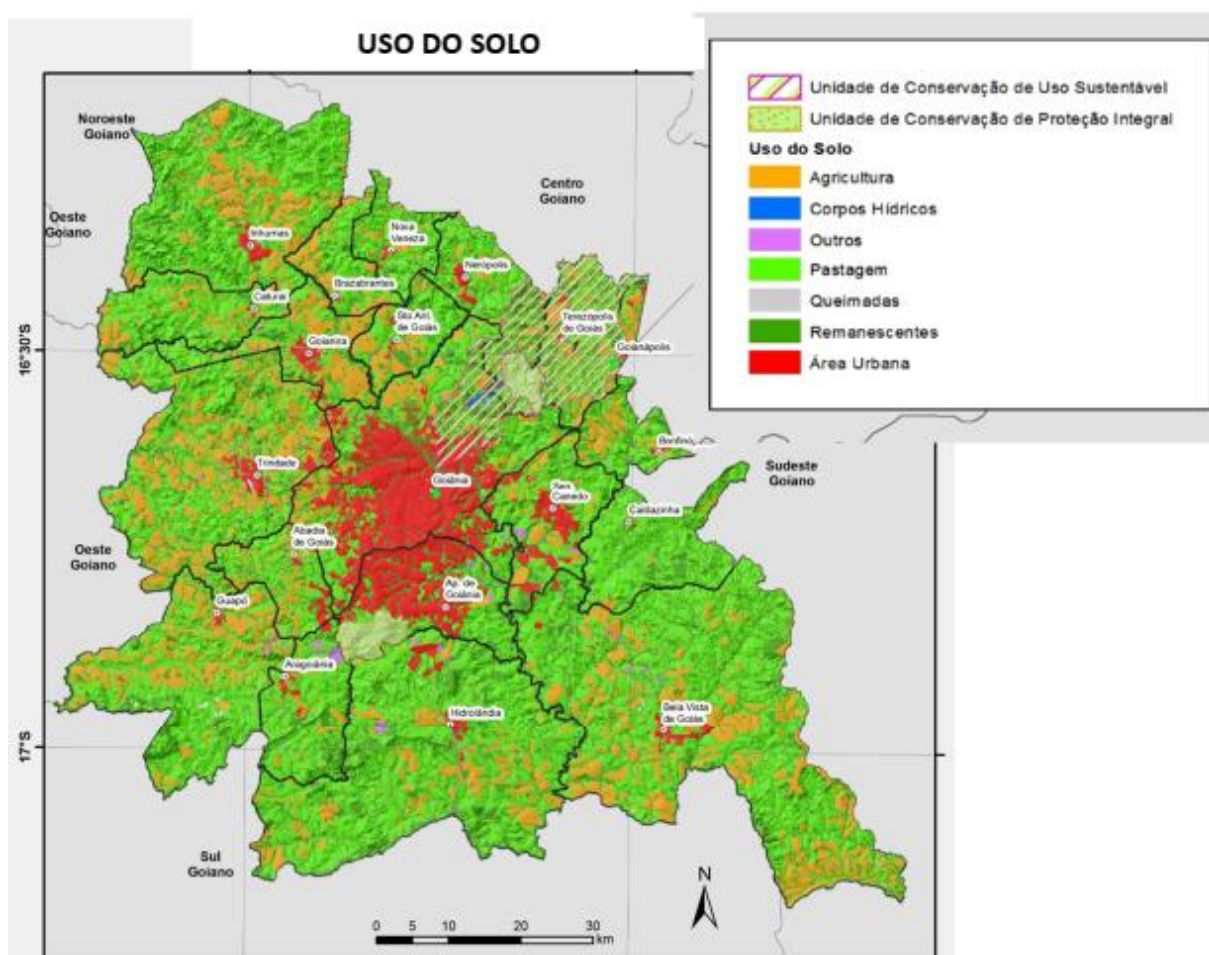 USO DO SOLO
Unidade de Conservação de Uso Sustentável
Unidade de Conservação de Proteção Integral
Uso do Solo
Agricultura
Corpos Hídricos
Outros
Pastagem
Queimadas
Remanescentes
Área Urbana
Noroeste
Goiano
Centro
Goiano
Oeste
Goiano
Nova
Veneza
Inhumas
Nerópolis
Brazabrantes
Caturaí
Sto Ant.
de Goiás
Terezópolis
de Goiás
16°30'S
Goianira
Goianápolis
Trindade
Goiânia
Sudeste
Goiano
Sen.
Canedo
Caldazinha
Abadia
de Goiás
Oeste
Goiano
Guapó
Ap. de
Goiânia
Aragoiânia
Hidrolândia
Bela Vista
de Goiás
17°S
Sul
Goiano
N
0 5 10 20 30
km